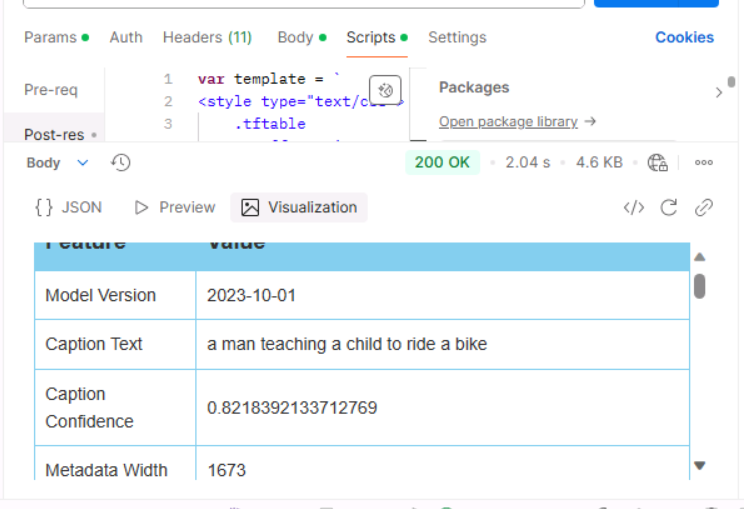 Params Auth Headers (11) Body Scripts Settings Cookies
Pre-req
Post-res
1 var template = `
2 <style type="text/
3 .tftable
Packages
Open package library →
Body 200 OK 2.04 s 4.6 KB
{} JSON Preview Visualization </>
Feature Value
Model Version 2023-10-01
Caption Text a man teaching a child to ride a bike
Caption Confidence 0.8218392133712769
Metadata Width 1673